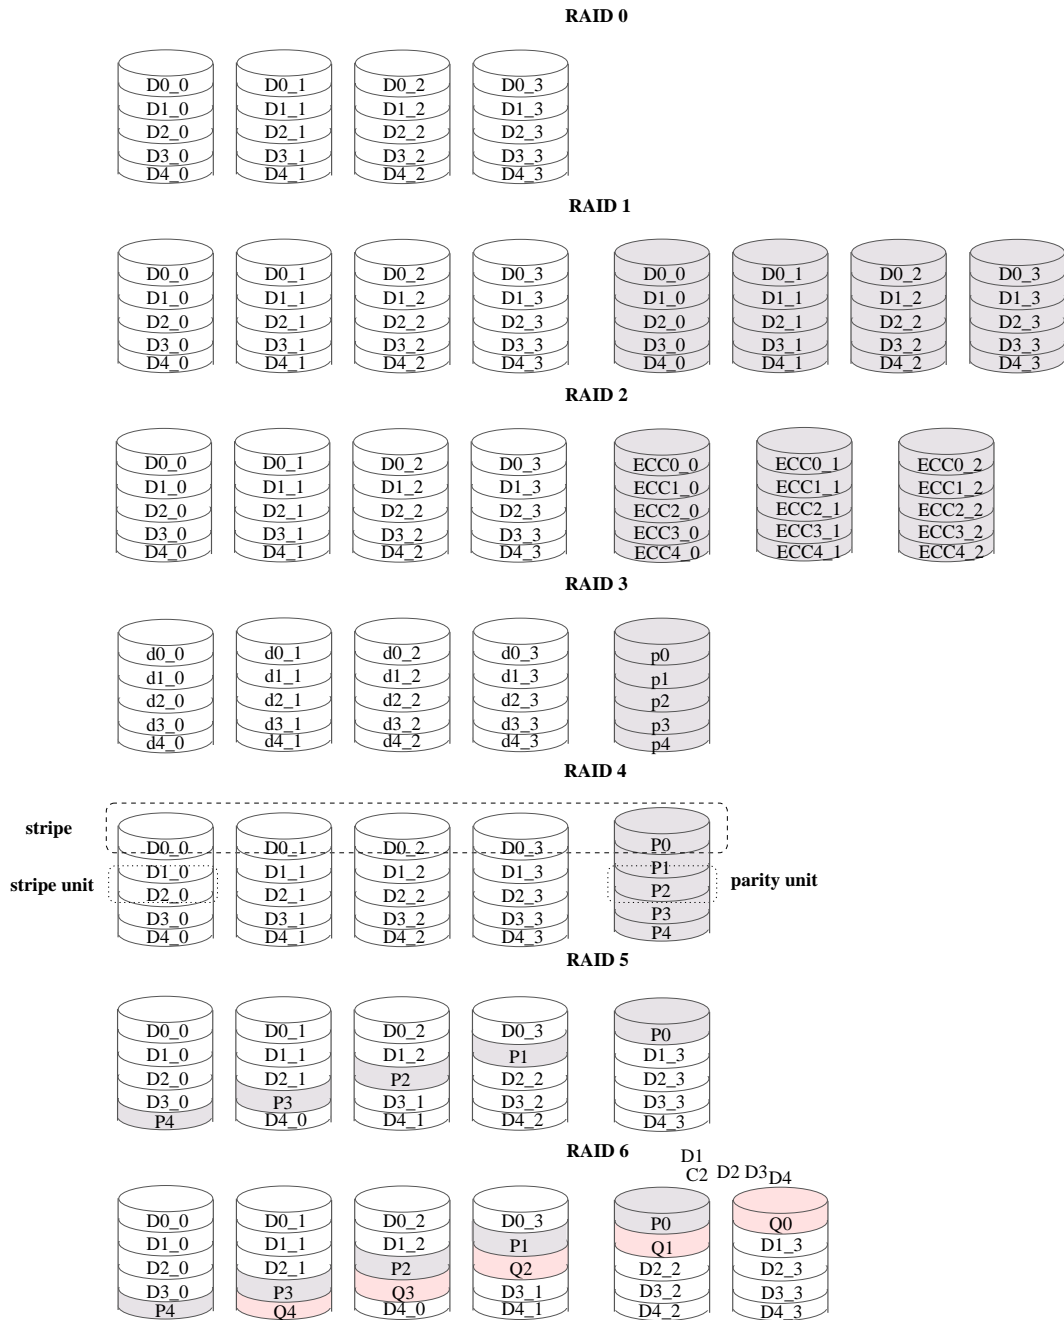 RAID 0
D0_0 D0_1 D0_2 D0_3
D1_0 D1_1 D1_2 D1_3
D2_0 D2_1 D2_2 D2_3
D3_0 D3_1 D3_2 D3_3
D4_0 D4_1 D4_2 D4_3
RAID 1
D0_0 D0_1 D0_2 D0_3 D0_0 D0_1 D0_2 D0_3
D1_0 D1_1 D1_2 D1_3 D1_0 D1_1 D1_2 D1_3
D2_0 D2_1 D2_2 D2_3 D2_0 D2_1 D2_2 D2_3
D3_0 D3_1 D3_2 D3_3 D3_0 D3_1 D3_2 D3_3
D4_0 D4_1 D4_2 D4_3 D4_0 D4_1 D4_2 D4_3
RAID 2
D0_0 D0_1 D0_2 D0_3 ECC0_0 ECC0_1 ECC0_2
D1_0 D1_1 D1_2 D1_3 ECC1_0 ECC1_1 ECC1_2
D2_0 D2_1 D2_2 D2_3 ECC2_0 ECC2_1 ECC2_2
D3_0 D3_1 D3_2 D3_3 ECC3_0 ECC3_1 ECC3_2
D4_0 D4_1 D4_2 D4_3 ECC4_0 ECC4_1 ECC4_2
RAID 3
d0_0 d0_1 d0_2 d0_3 p0
d1_0 d1_1 d1_2 d1_3 p1
d2_0 d2_1 d2_2 d2_3 p2
d3_0 d3_1 d3_2 d3_3 p3
d4_0 d4_1 d4_2 d4_3 p4
RAID 4
stripe
D0_0 D0_1 D0_2 D0_3 P0
D1_0 D1_1 D1_2 D1_3 P1
stripe unit parity unit
D2_0 D2_1 D2_2 D2_3 P2
D3_0 D3_1 D3_2 D3_3 P3
D4_0 D4_1 D4_2 D4_3 P4
RAID 5
D0_0 D0_1 D0_2 D0_3 P0
D1_0 D1_1 D1_2 P1 D1_3
D2_0 D2_1 P2 D2_2 D2_3
D3_0 P3 D3_1 D3_2 D3_3
P4 D4_0 D4_1 D4_2 D4_3
RAID 6
D1
C2 D2 D3 D4
D0_0 D0_1 D0_2 D0_3 P0 Q0
D1_0 D1_1 D1_2 P1 Q1 D1_3
D2_0 D2_1 P2 Q2 D2_2 D2_3
D3_0 P3 Q3 D3_1 D3_2 D3_3
P4 Q4 D4_0 D4_1 D4_2 D4_3